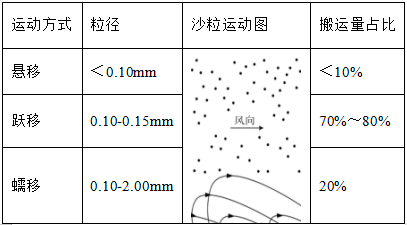 运动方式 粒径 沙粒运动图 搬运量占比
悬移 ＜0.10mm ＜10%
跃移 0.10-0.15mm 风向 70%～80%
蠕移 0.10-2.00mm 20%